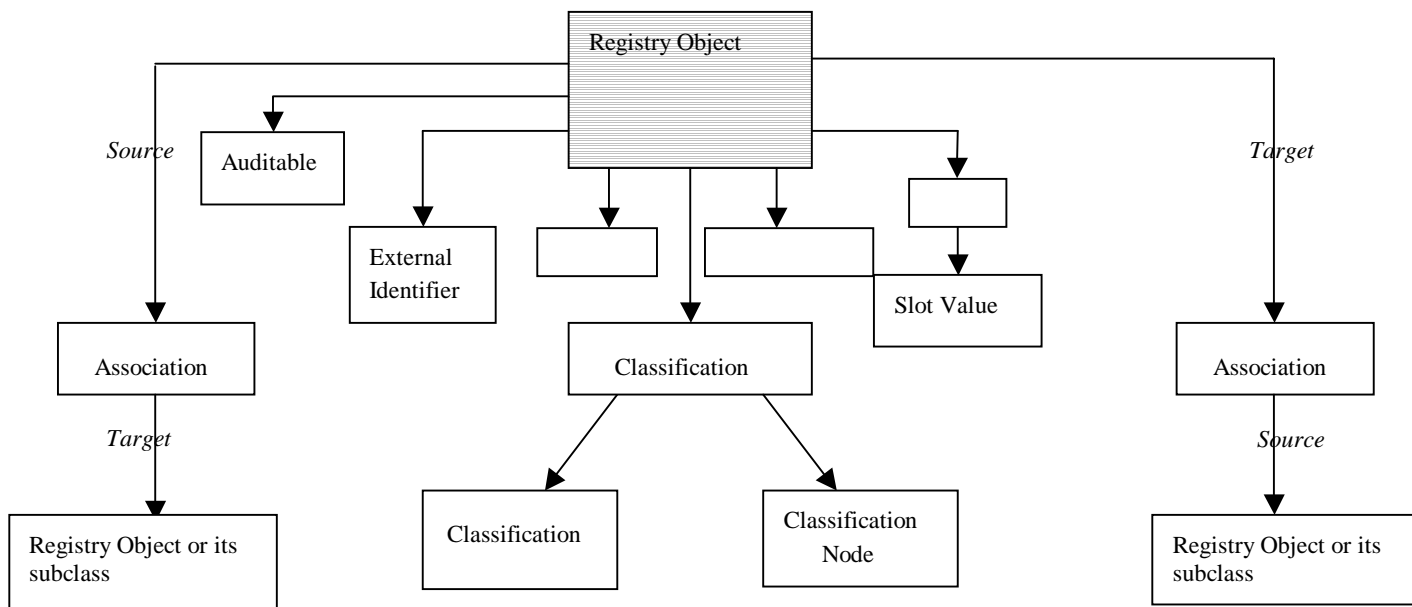 Registry Object
Source
Auditable
Target
External
Identifier
Slot Value
Association
Classification
Association
Target
Source
Classification
Classification
Node
Registry Object or its
subclass
Registry Object or its
subclass